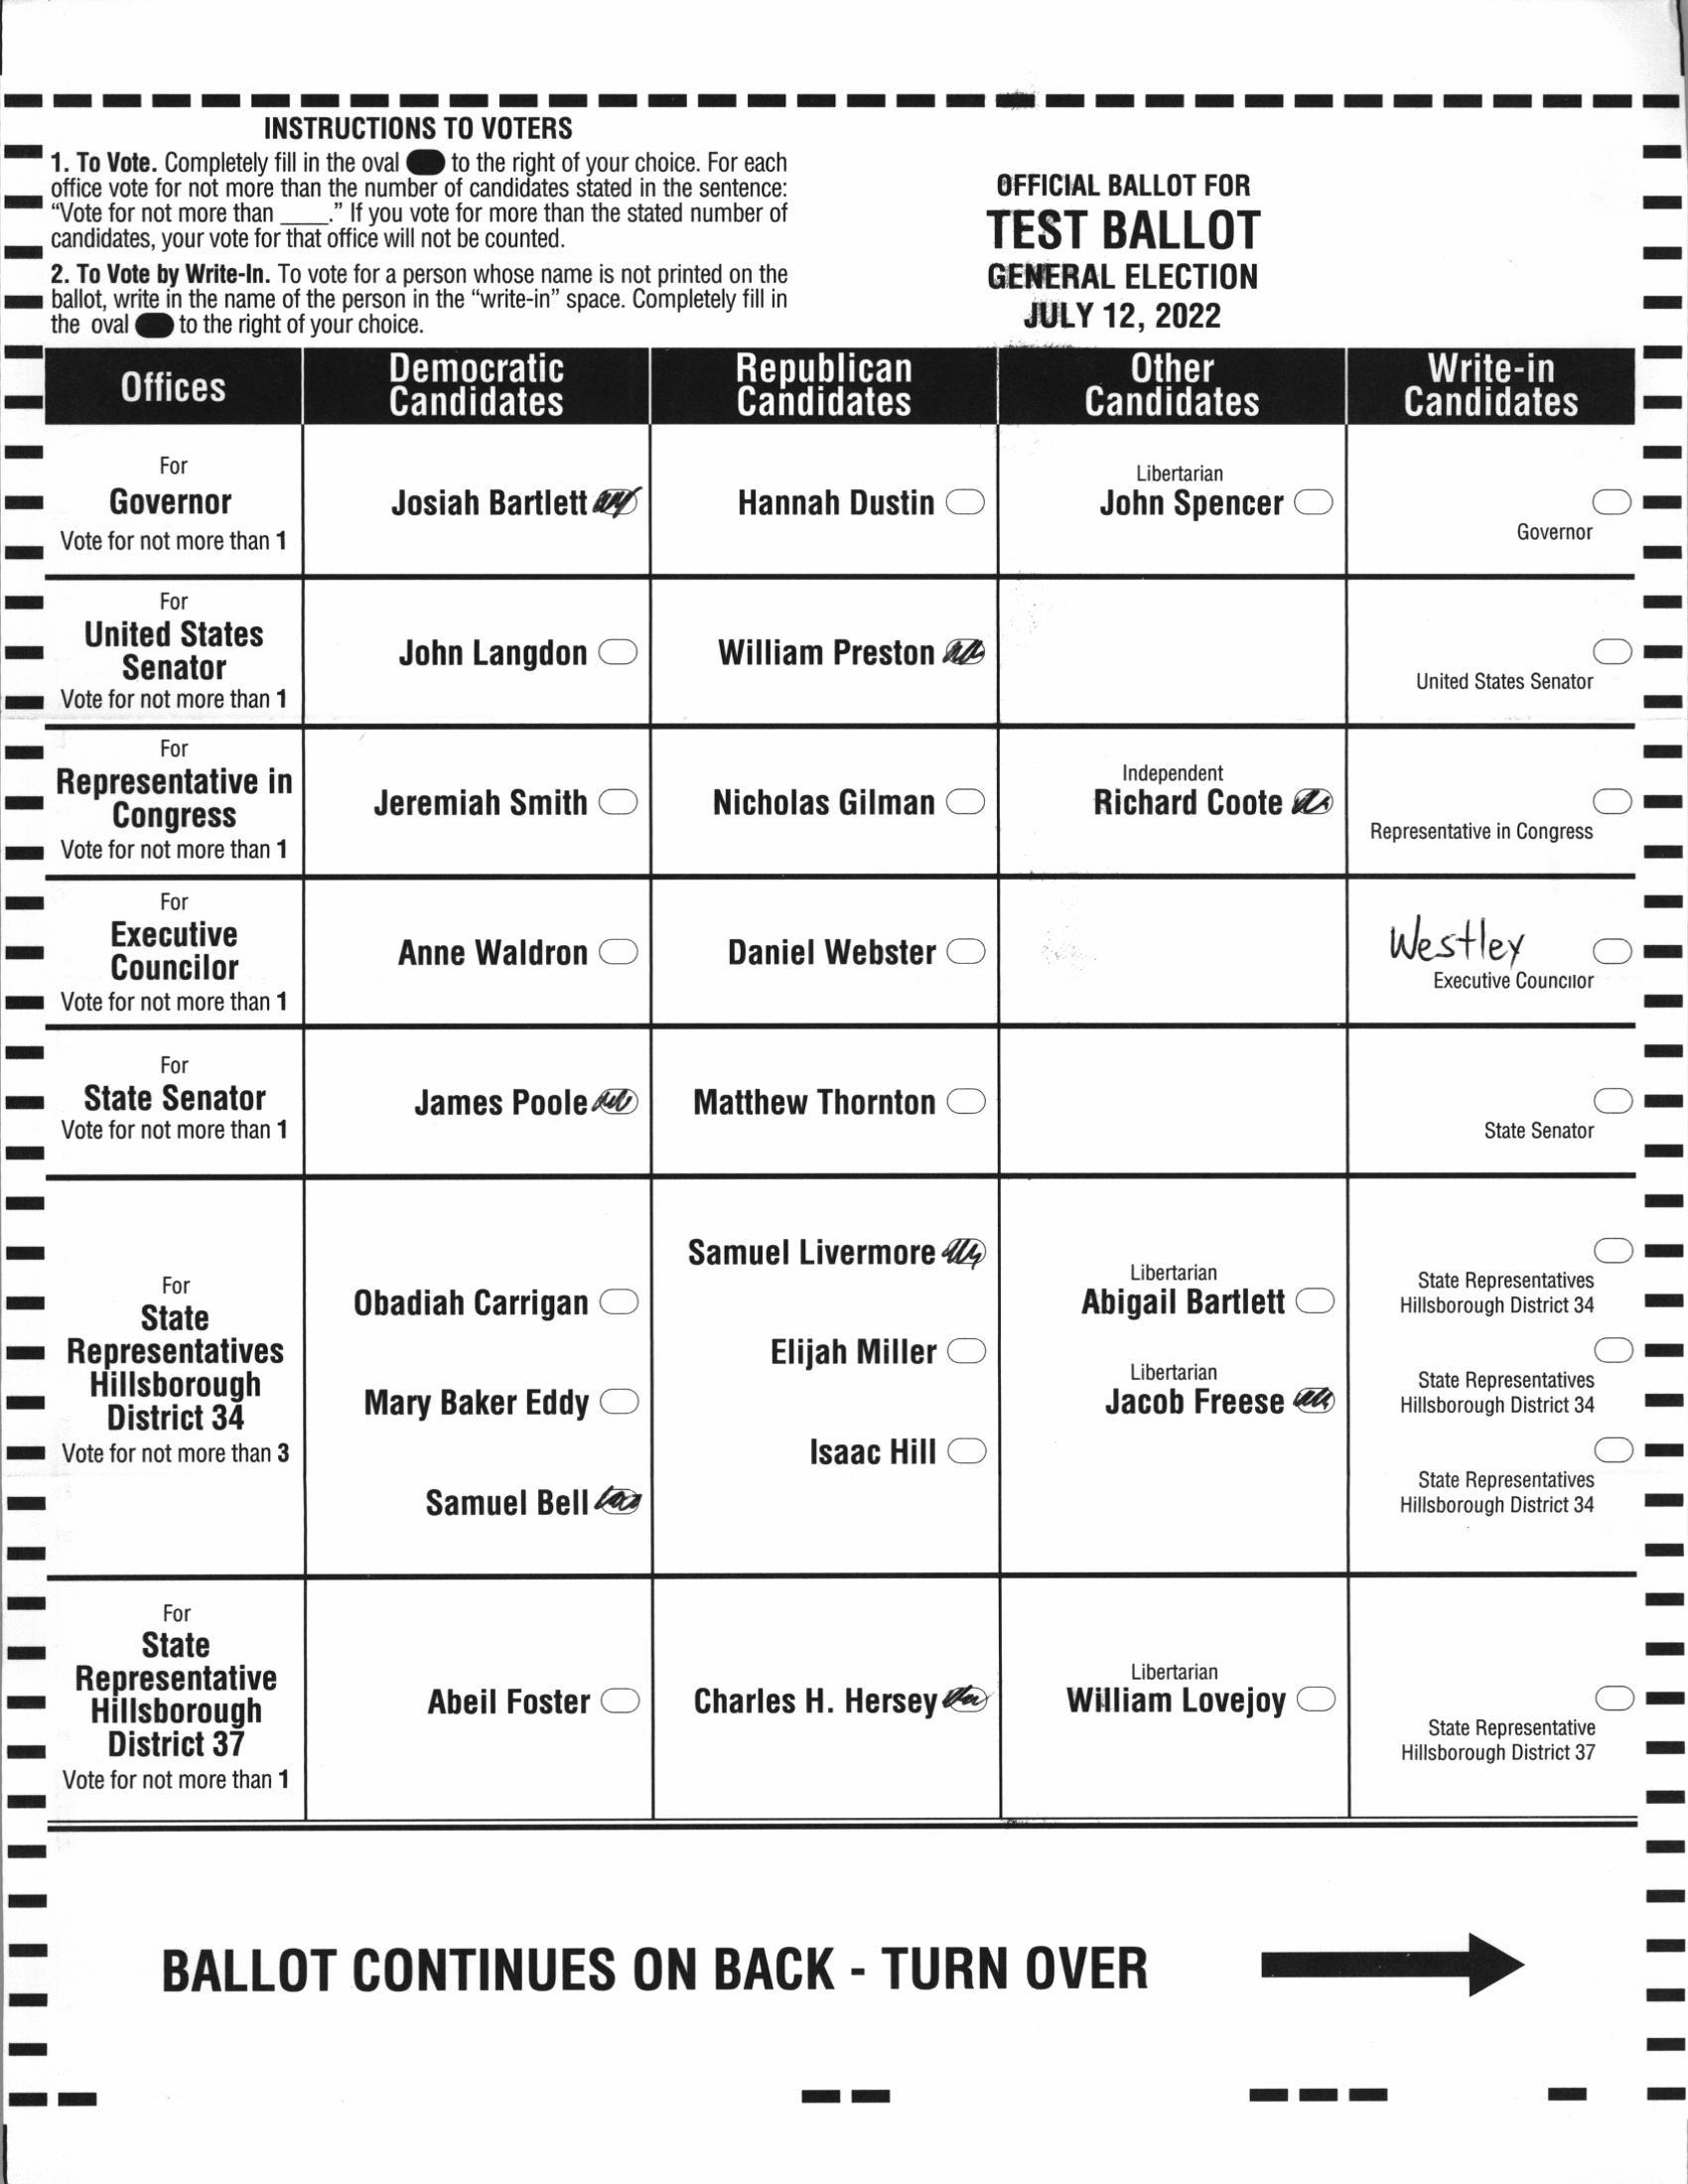 INSTRUCTIONS TO VOTERS
1. To Vote. Completely fill in the oval to the right of your choice. For each
office vote for not more than the number of candidates stated in the sentence:
“Vote for not more than ____.” If you vote for more than the stated number of
candidates, your vote for that office will not be counted.
2. To Vote by Write-In. To vote for a person whose name is not printed on the
ballot, write in the name of the person in the “write-in” space. Completely fill in
the oval to the right of your choice.
OFFICIAL BALLOT FOR
TEST BALLOT
GENERAL ELECTION
JULY 12, 2022
Offices
Democratic
Candidates
Republican
Candidates
Other
Candidates
Write-in
Candidates
For
Governor
Vote for not more than 1
Josiah Bartlett
Hannah Dustin
Libertarian
John Spencer
Governor
For
United States
Senator
Vote for not more than 1
John Langdon
William Preston
United States Senator
For
Representative in
Congress
Vote for not more than 1
Jeremiah Smith
Nicholas Gilman
Independent
Richard Coote
Representative in Congress
For
Executive
Councilor
Vote for not more than 1
Anne Waldron
Daniel Webster
Westley
Executive Councilor
For
State Senator
Vote for not more than 1
James Poole
Matthew Thornton
State Senator
For
State
Representatives
Hillsborough
District 34
Vote for not more than 3
Obadiah Carrigan
Mary Baker Eddy
Samuel Bell
Samuel Livermore
Elijah Miller
Isaac Hill
Libertarian
Abigail Bartlett
Libertarian
Jacob Freese
State Representatives
Hillsborough District 34
State Representatives
Hillsborough District 34
State Representatives
Hillsborough District 34
For
State
Representative
Hillsborough
District 37
Vote for not more than 1
Abeil Foster
Charles H. Hersey
Libertarian
William Lovejoy
State Representative
Hillsborough District 37
BALLOT CONTINUES ON BACK - TURN OVER